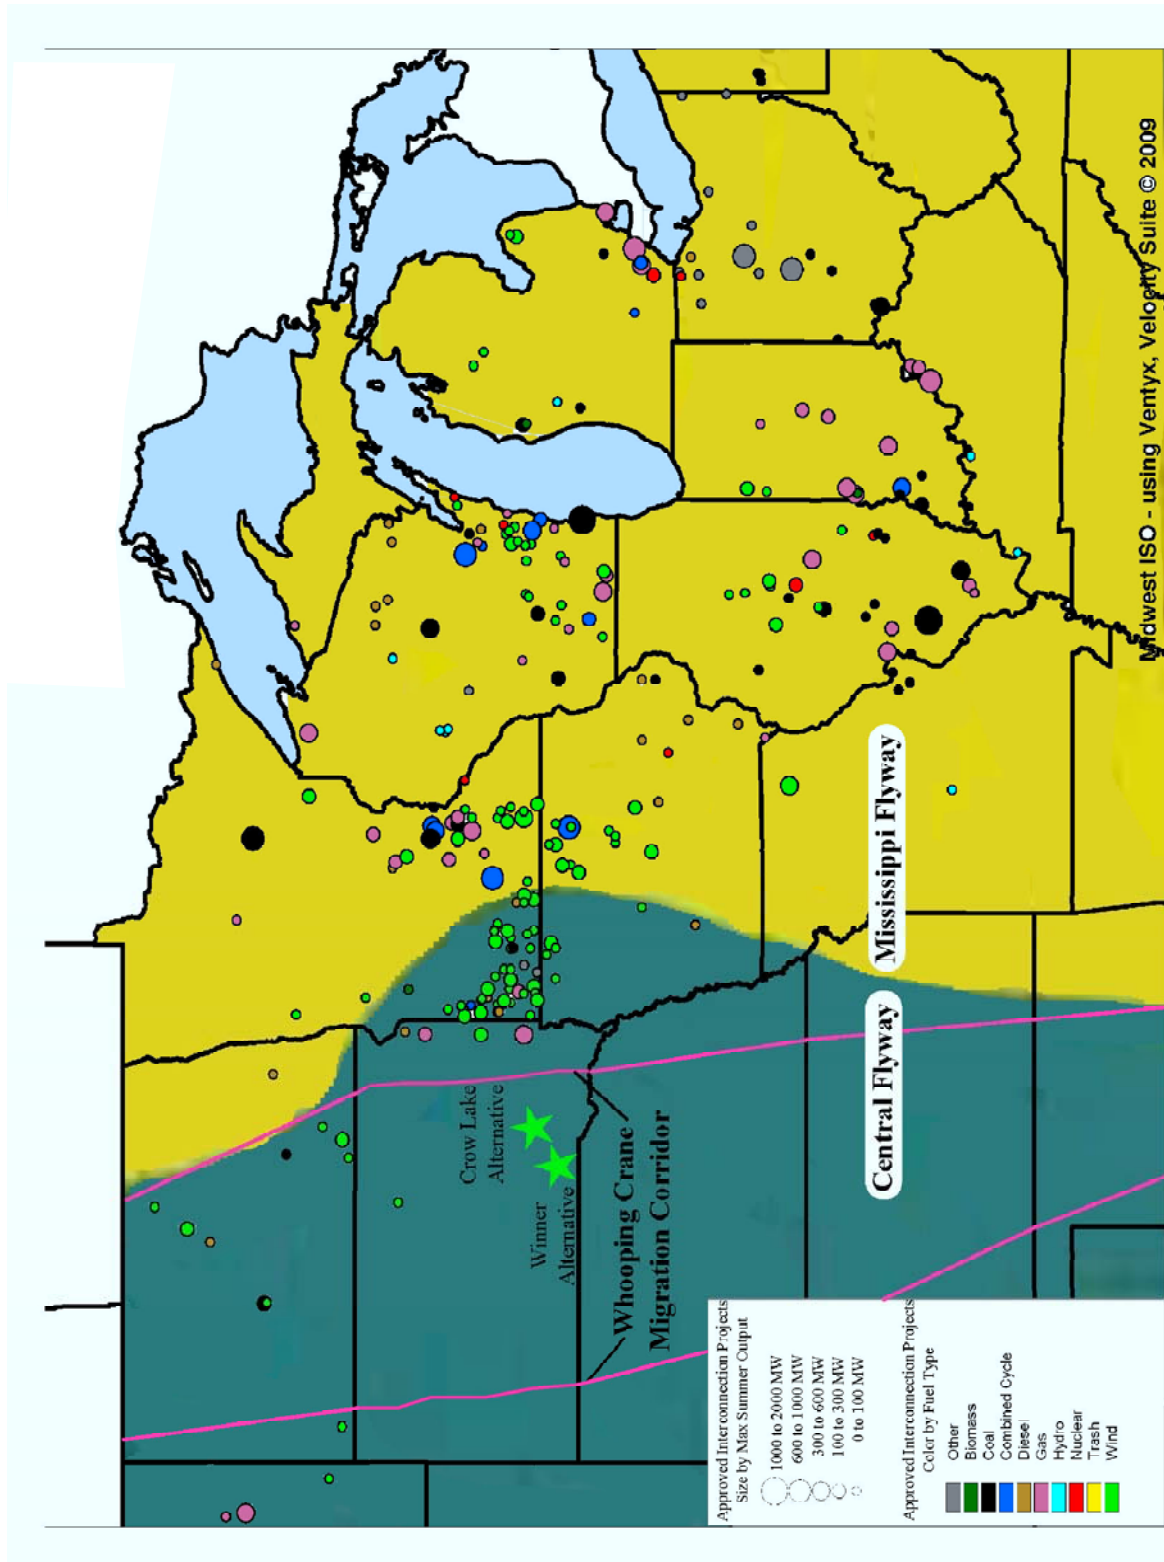 Crow Lake
Alternative
Winner
Alternative
Whooping Crane
Migration Corridor
Central Flyway
Mississippi Flyway
Approved Interconnection Projects
Size by Max Summer Output
1000 to 2000 MW
600 to 1000 MW
300 to 600 MW
100 to 300 MW
0 to 100 MW
Approved Interconnection Projects
Color by Fuel Type
Other
Biomass
Coal
Combined Cycle
Diesel
Gas
Hydro
Nuclear
Trash
Wind
Midwest ISO - using Ventyx, Velocity Suite © 2009